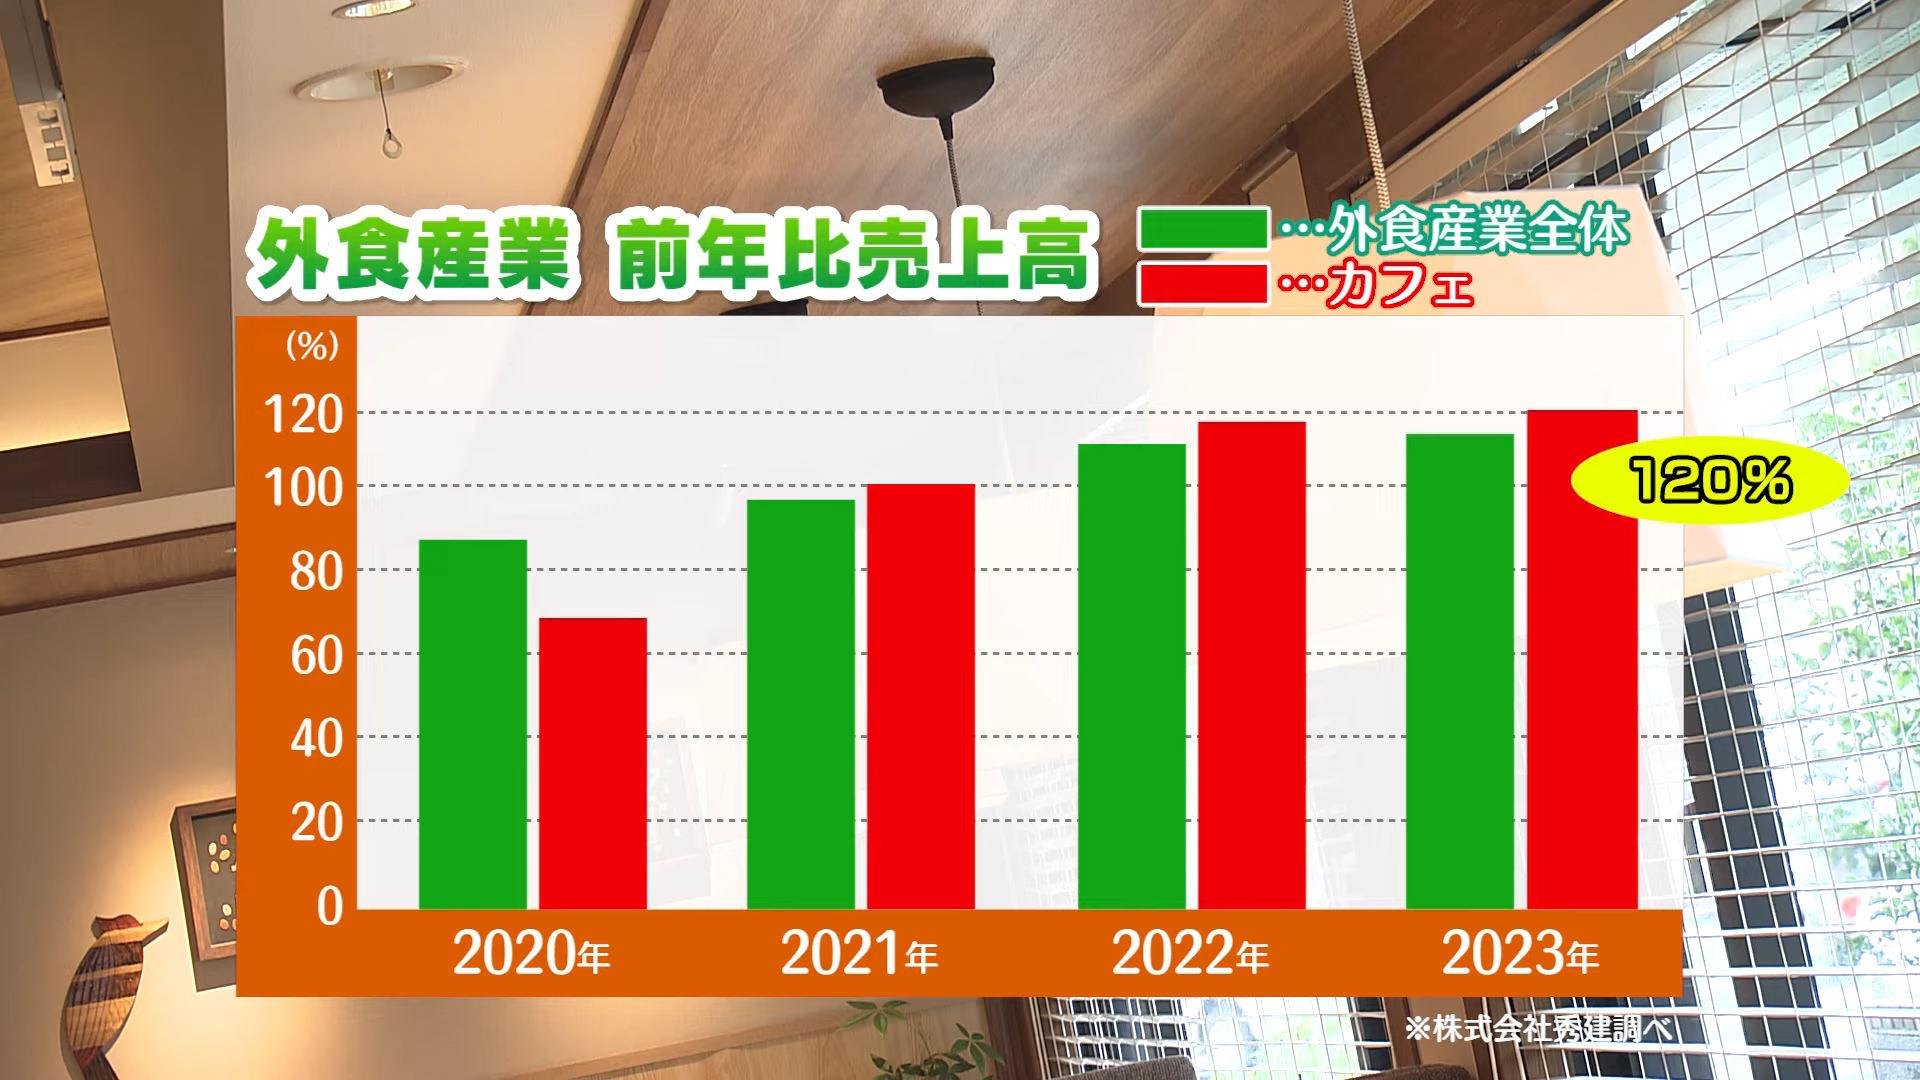 外食産業 前年比売上高
…外食産業全体
…カフェ
(%)
120
100
80
60
40
20
0
120%
2020年
2021年
2022年
2023年
※株式会社秀建調べ